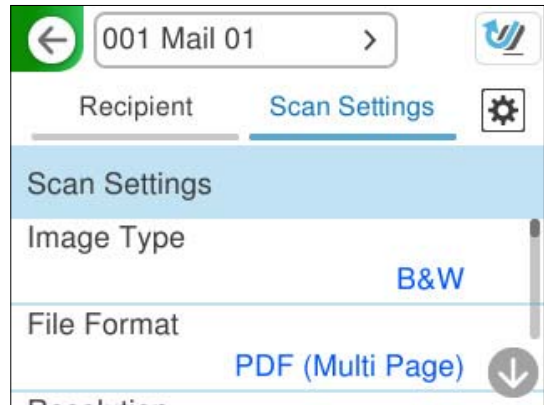 001 Mail 01
Recipient
Scan Settings
Scan Settings
Image Type
B&W
File Format
PDF (Multi Page)